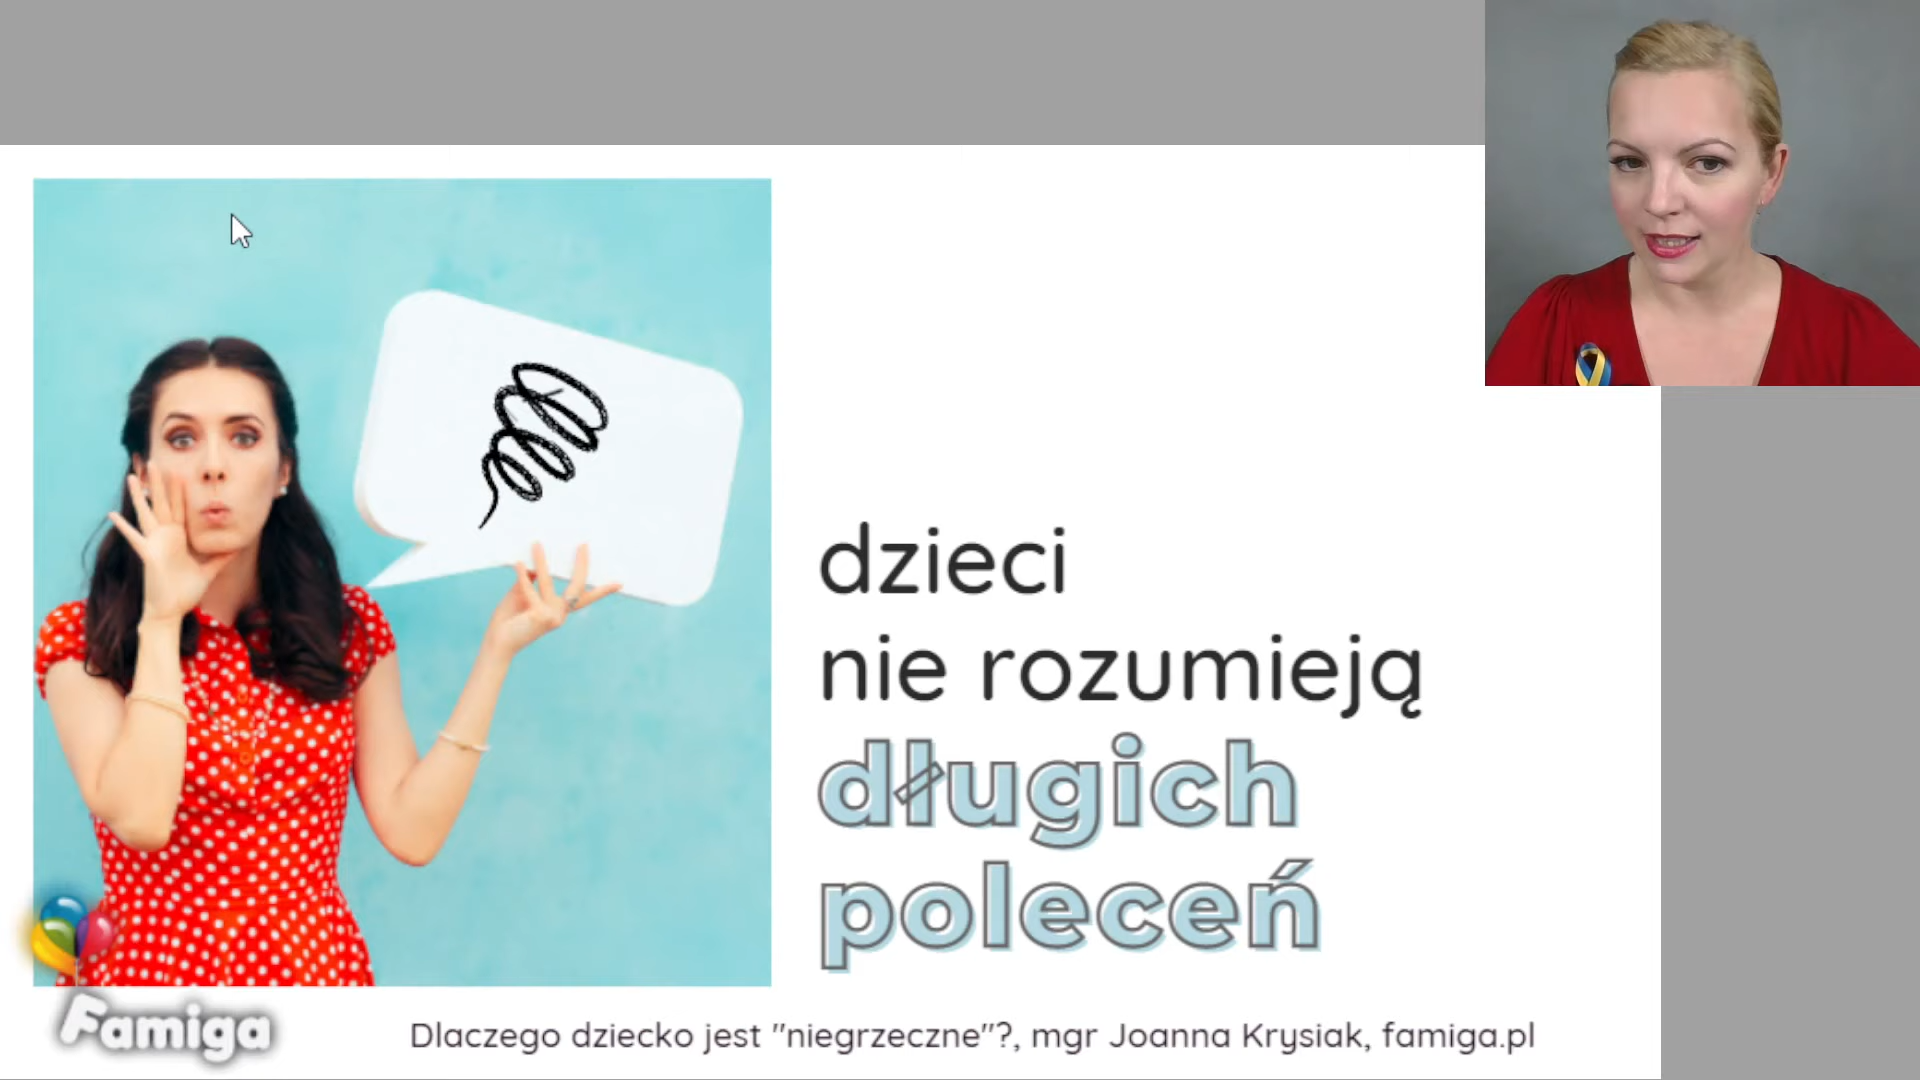 dzieci
nie rozumieją
długich
poleceń
Famiga
Dlaczego dziecko jest "niegrzeczne"?, mgr Joanna Krysiak, famiga.pl